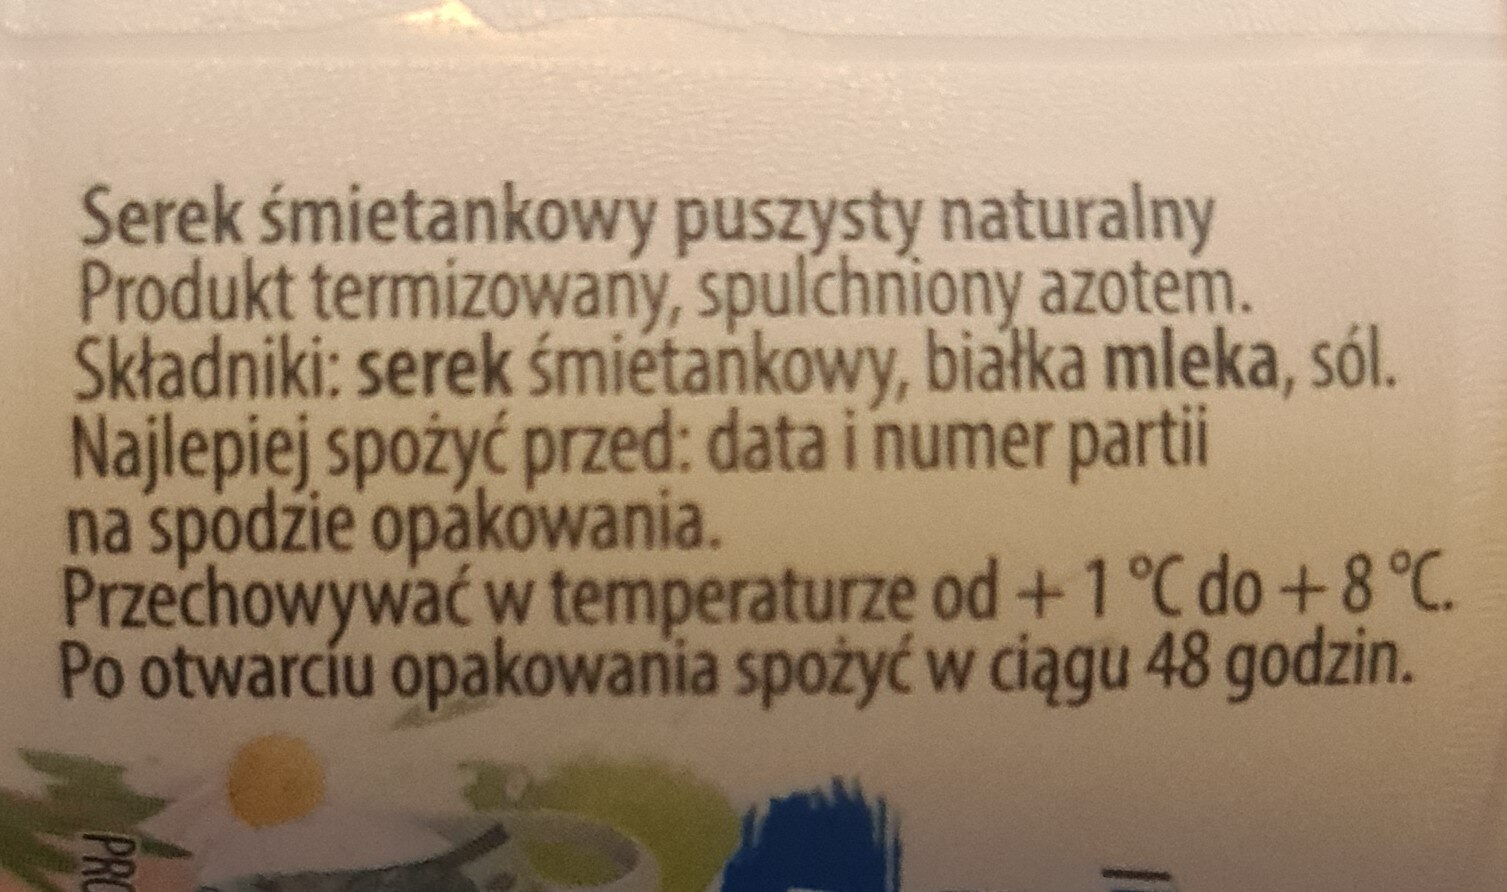 Serek śmietankowy puszysty naturalny
Produkt termizowany, spulchniony azotem.
Składniki: serek śmietankowy, białka mleka, sól.
Najlepiej spożyć przed: data i numer partii
na spodzie opakowania.
Przechowywać w temperaturze od + 1 °C do + 8 °C.
Po otwarciu opakowania spożyć w ciągu 48 godzin.